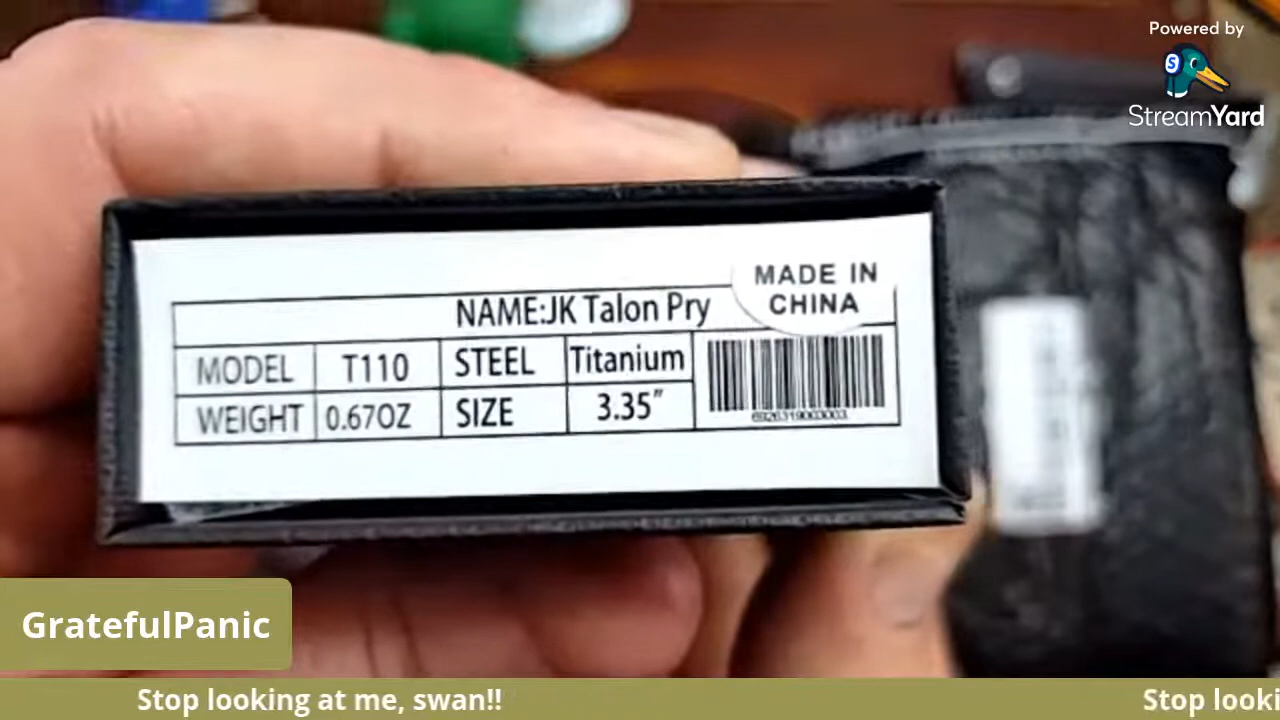 Powered by
S
StreamYard
MADE IN
CHINA
NAME:JK Talon Pry
MODEL T110 STEEL Titanium
WEIGHT 0.67OZ SIZE 3.35"
GratefulPanic
Stop looking at me, swan!! Stop looki